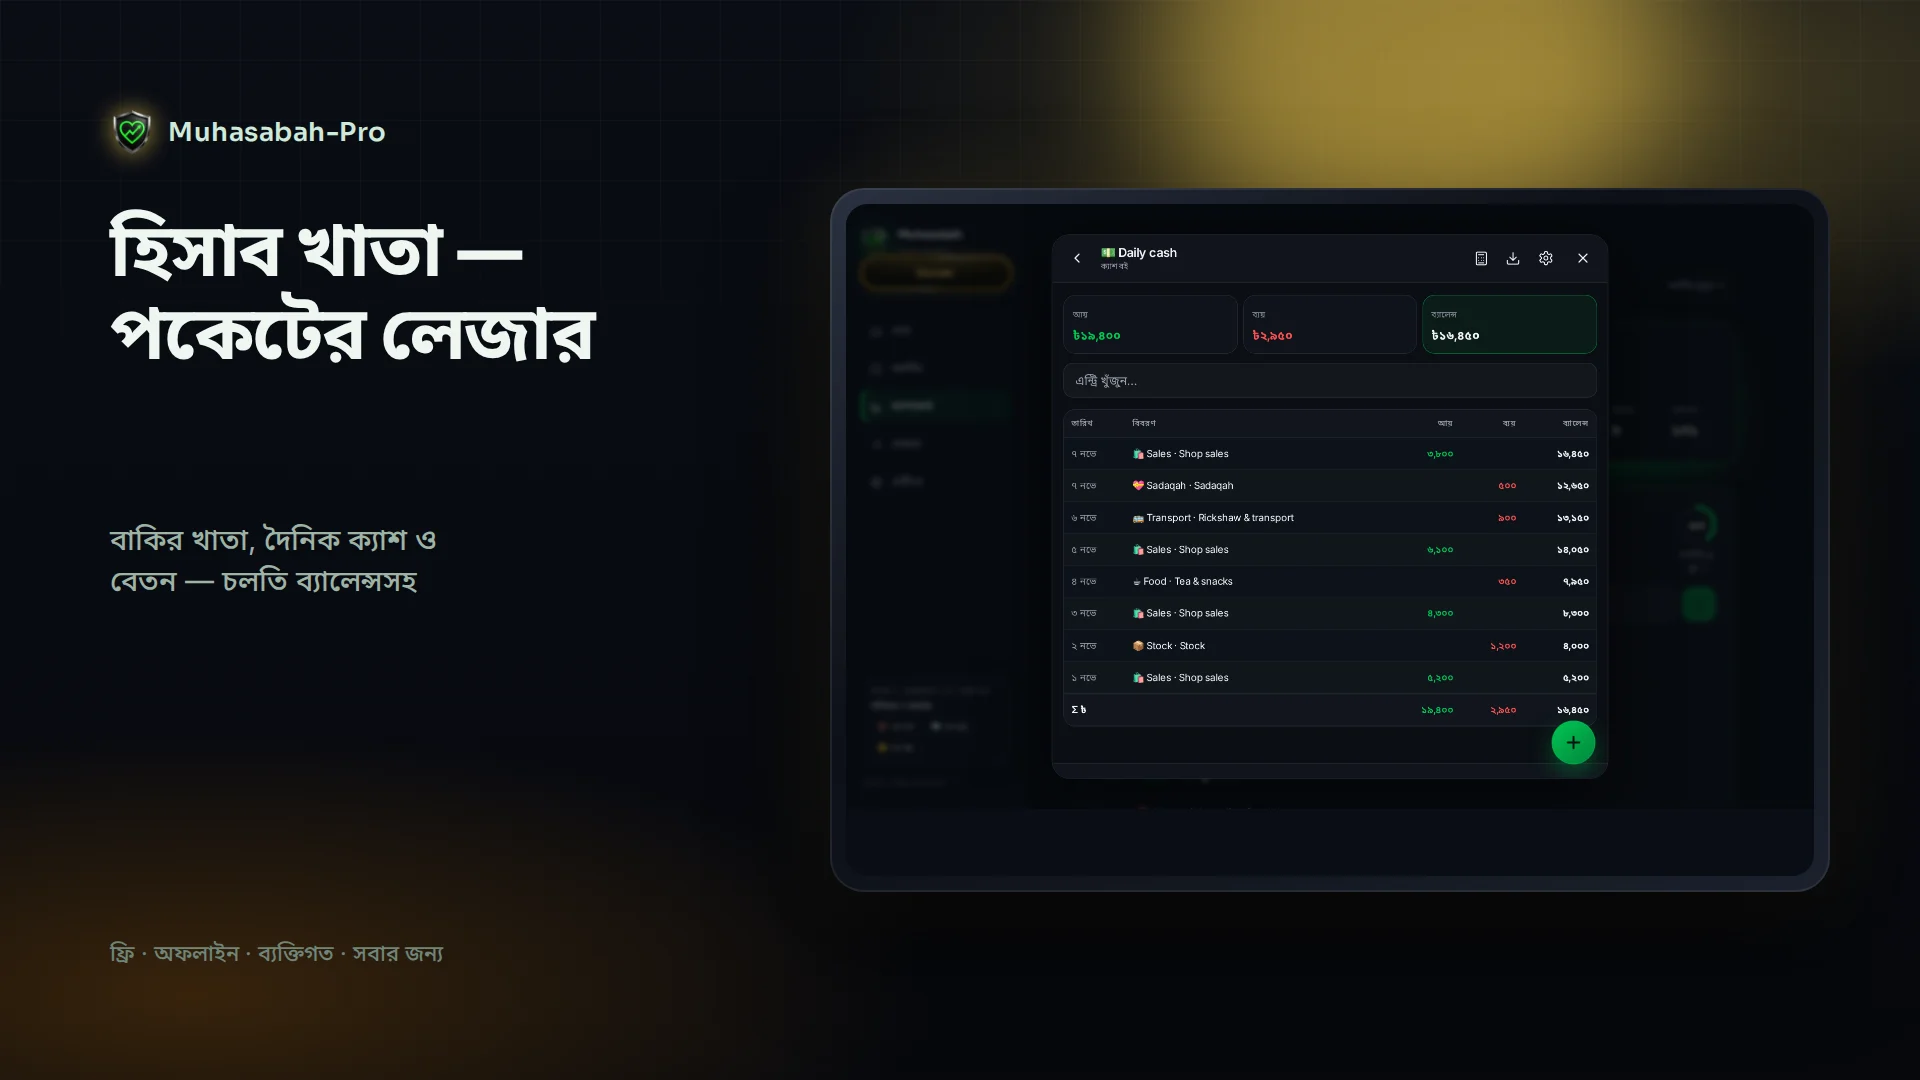 Muhasabah-Pro
হিসাব খাতা —
পকেটের লেজার
বাকির খাতা, দৈনিক ক্যাশ ও
বেতন — চলতি ব্যালেন্সসহ
ফ্রি · অফলাইন · ব্যক্তিগত · সবার জন্য
Muhasabah
Daily cash
ক্যাশ বই
আয় ব্যয় ব্যালেন্স
৳১৯,৪০০ ৳২,৯৫০ ৳১৬,৪৫০
এন্ট্রি খুঁজুন...
তারিখ বিবরণ আয় ব্যয় ব্যালেন্স
৭ নভে Sales · Shop sales ৩,৮০০ ১৬,৪৫০
৭ নভে Sadaqah · Sadaqah ৫০০ ১২,৬৫০
৬ নভে Transport · Rickshaw & transport ৯০০ ১৩,১৫০
৫ নভে Sales · Shop sales ৬,১০০ ১৪,০৫০
৪ নভে Food · Tea & snacks ৩৫০ ৭,৯৫০
৩ নভে Sales · Shop sales ৪,৩০০ ৮,৩০০
২ নভে Stock · Stock ১,২০০ ৪,০০০
১ নভে Sales · Shop sales ৫,২০০ ৫,২০০
Σ ৳ ১৯,৪০০ ২,৯৫০ ১৬,৪৫০